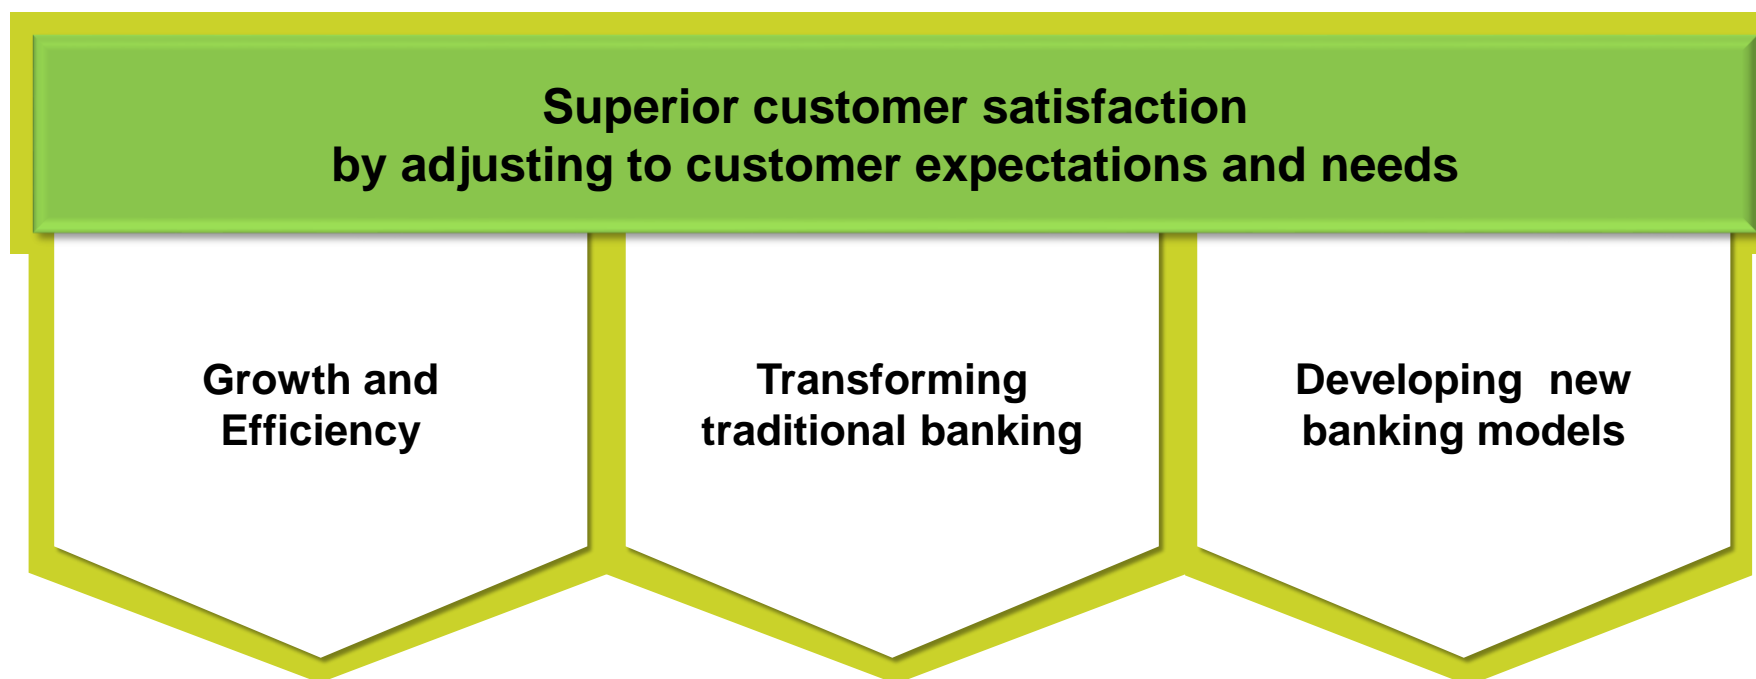 Superior customer satisfaction
by adjusting to customer expectations and needs
Growth and
Efficiency
Transforming
traditional banking
Developing  new
banking models